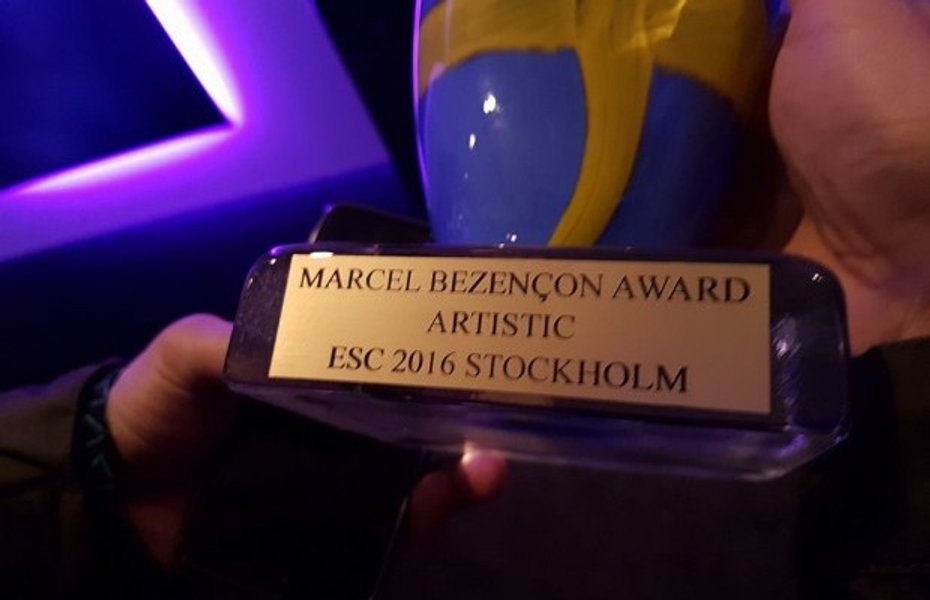 MARCEL BEZENÇON AWARD
ARTISTIC
ESC 2016 STOCKHOLM